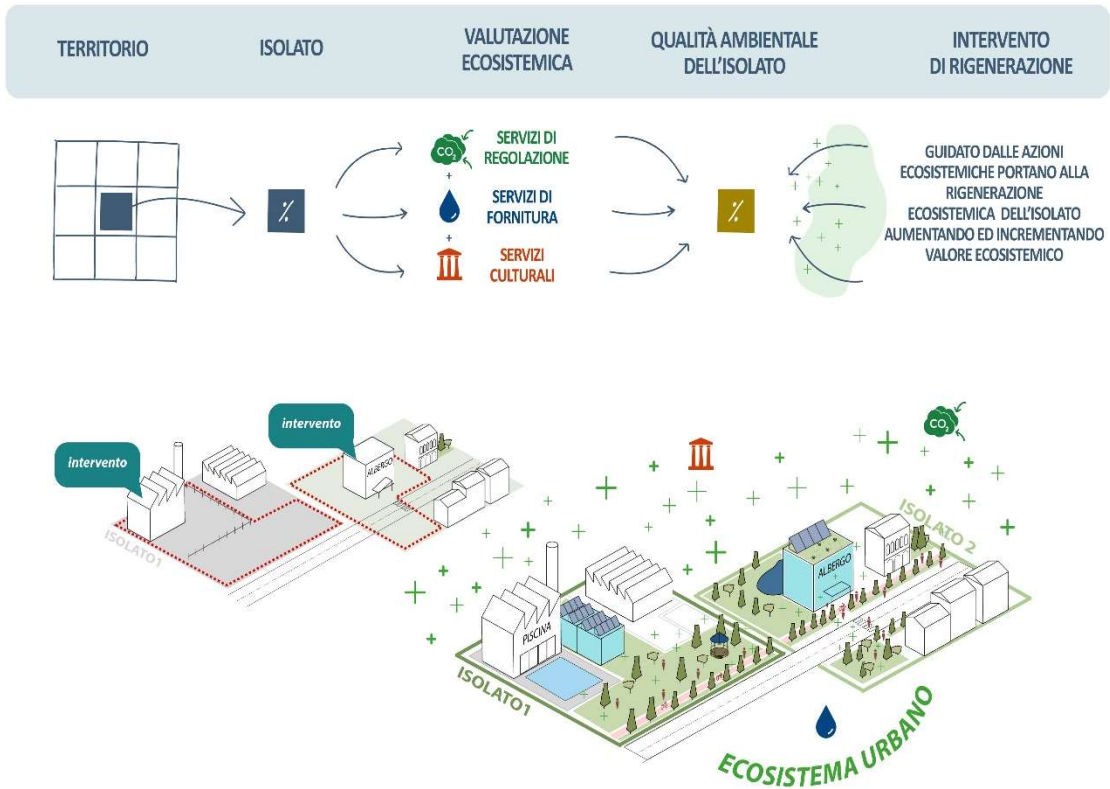 TERRITORIO
ISOLATO
VALUTAZIONE
ECOSISTEMICA
QUALITÀ AMBIENTALE
DELL'ISOLATO
INTERVENTO
DI RIGENERAZIONE
%
CO2
SERVIZI DI
REGOLAZIONE
+
SERVIZI DI
FORNITURA
+
SERVIZI
CULTURALI
%
GUIDATO DALLE AZIONI
ECOSISTEMICHE PORTANO ALLA
RIGENERAZIONE
ECOSISTEMICA DELL'ISOLATO
AUMENTANDO ED INCREMENTANDO
VALORE ECOSISTEMICO
intervento
intervento
ALBERGO
ISOLATO1
CO2
ISOLATO 2
ALBERGO
PISCINA
ISOLATO1
ECOSISTEMA URBANO